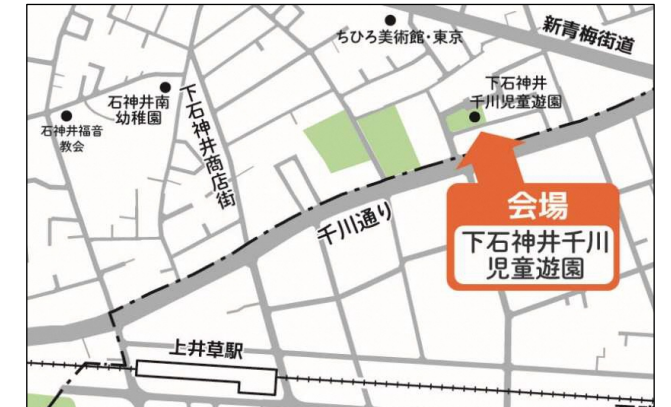 ちひろ美術館・東京
新青梅街道
石神井南
幼稚園
石神井福音
教会
下石神井商店街
下石神井
千川児童遊園
会場
下石神井千川
児童遊園
千川通り
上井草駅